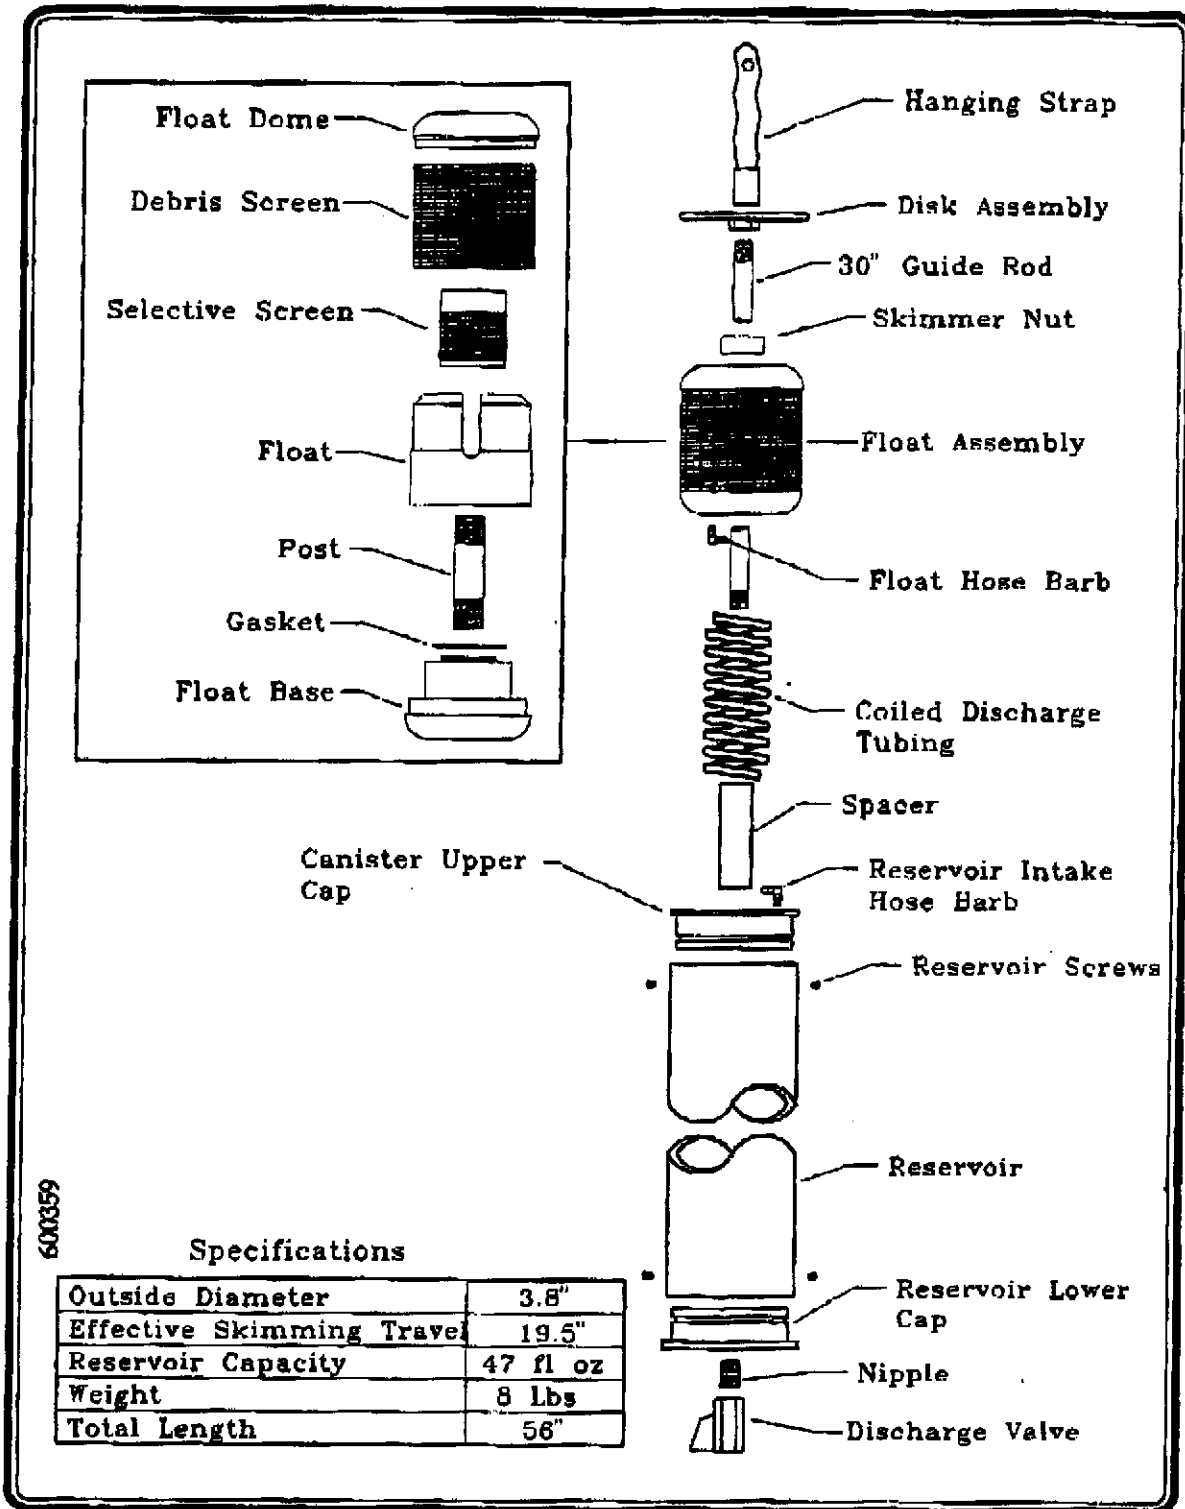 Float Dome
Debris Screen
Selective Screen
Float
Post
Gasket
Float Base
Hanging Strap
Disk Assembly
30" Guide Rod
Skimmer Nut
Float Assembly
Float Hose Barb
Coiled Discharge
Tubing
Spacer
Canister Upper
Cap
Reservoir Intake
Hose Barb
Reservoir Screws
Reservoir
Reservoir Lower
Cap
Nipple
Discharge Valve
600359
Specifications
Outside Diameter 3.8"
Effective Skimming Travel 19.5"
Reservoir Capacity 47 fl oz
Weight 8 Lbs
Total Length 56"